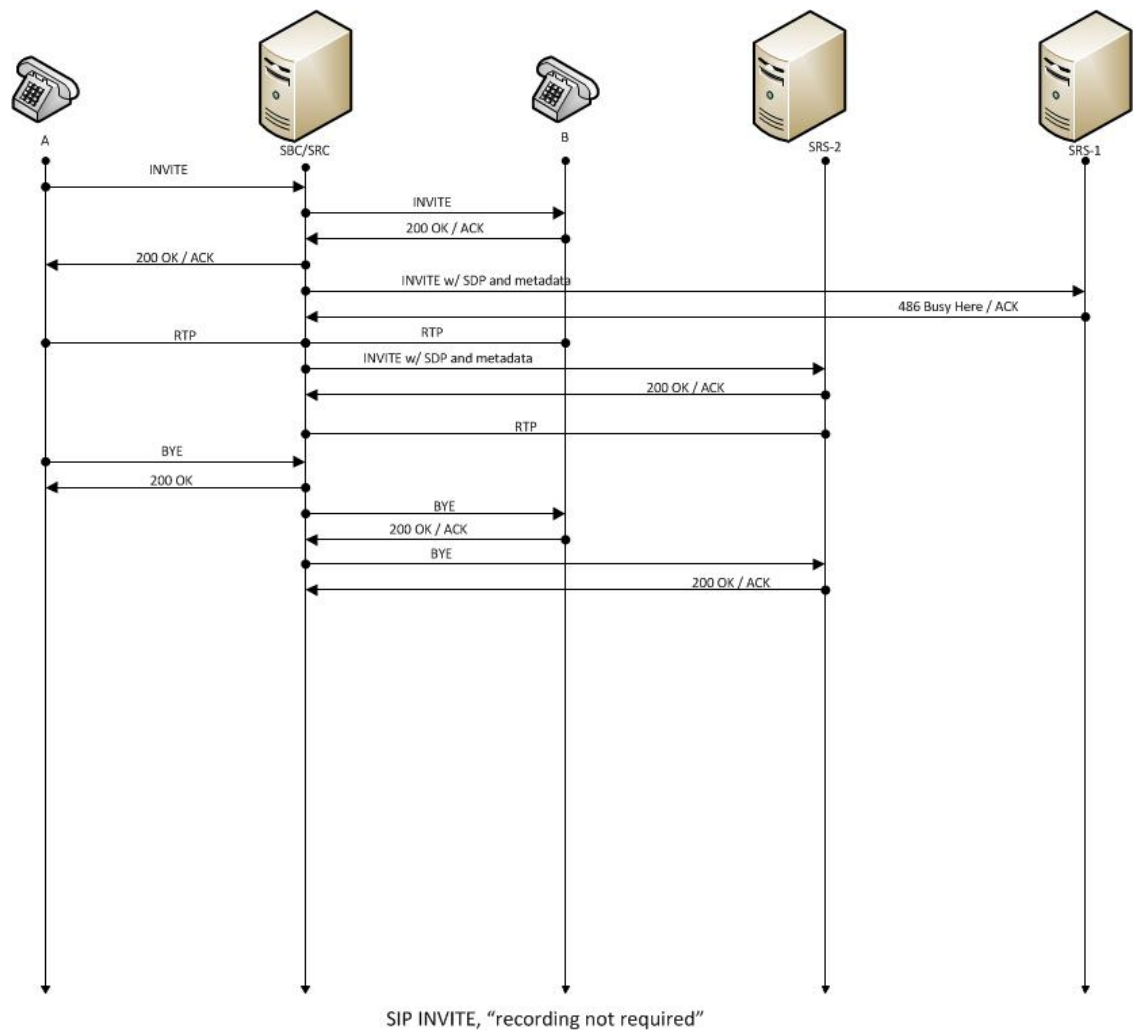 A
SBC/SRC
B
SRS-2
SRS-1
INVITE
INVITE
200 OK / ACK
200 OK / ACK
INVITE w/ SDP and metadata
486 Busy Here / ACK
RTP
RTP
INVITE w/ SDP and metadata
200 OK / ACK
RTP
BYE
200 OK
BYE
200 OK / ACK
BYE
200 OK / ACK
SIP INVITE, “recording not required”